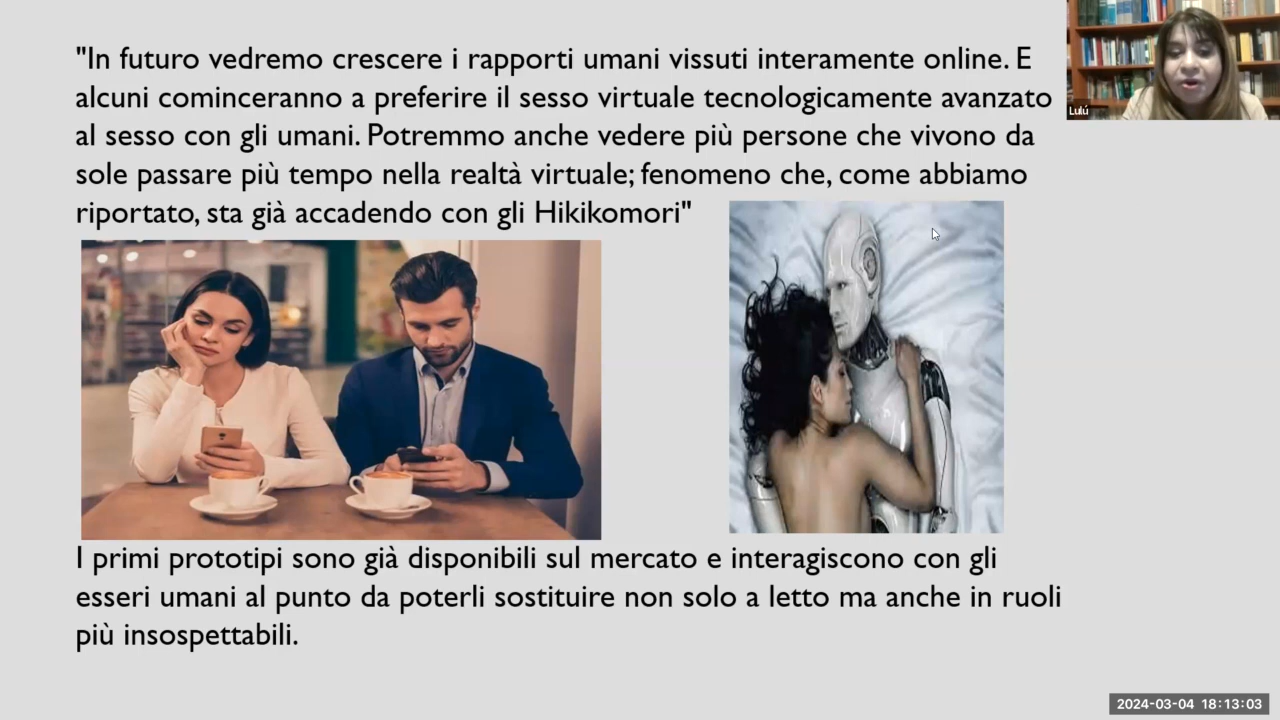 "In futuro vedremo crescere i rapporti umani vissuti interamente online. E
alcuni cominceranno a preferire il sesso virtuale tecnologicamente avanzato
al sesso con gli umani. Potremmo anche vedere più persone che vivono da
sole passare più tempo nella realtà virtuale; fenomeno che, come abbiamo
riportato, sta già accadendo con gli Hikikomori"
Lulú
I primi prototipi sono già disponibili sul mercato e interagiscono con gli
esseri umani al punto da poterli sostituire non solo a letto ma anche in ruoli
più insospettabili.
2024-03-04 18:13:03